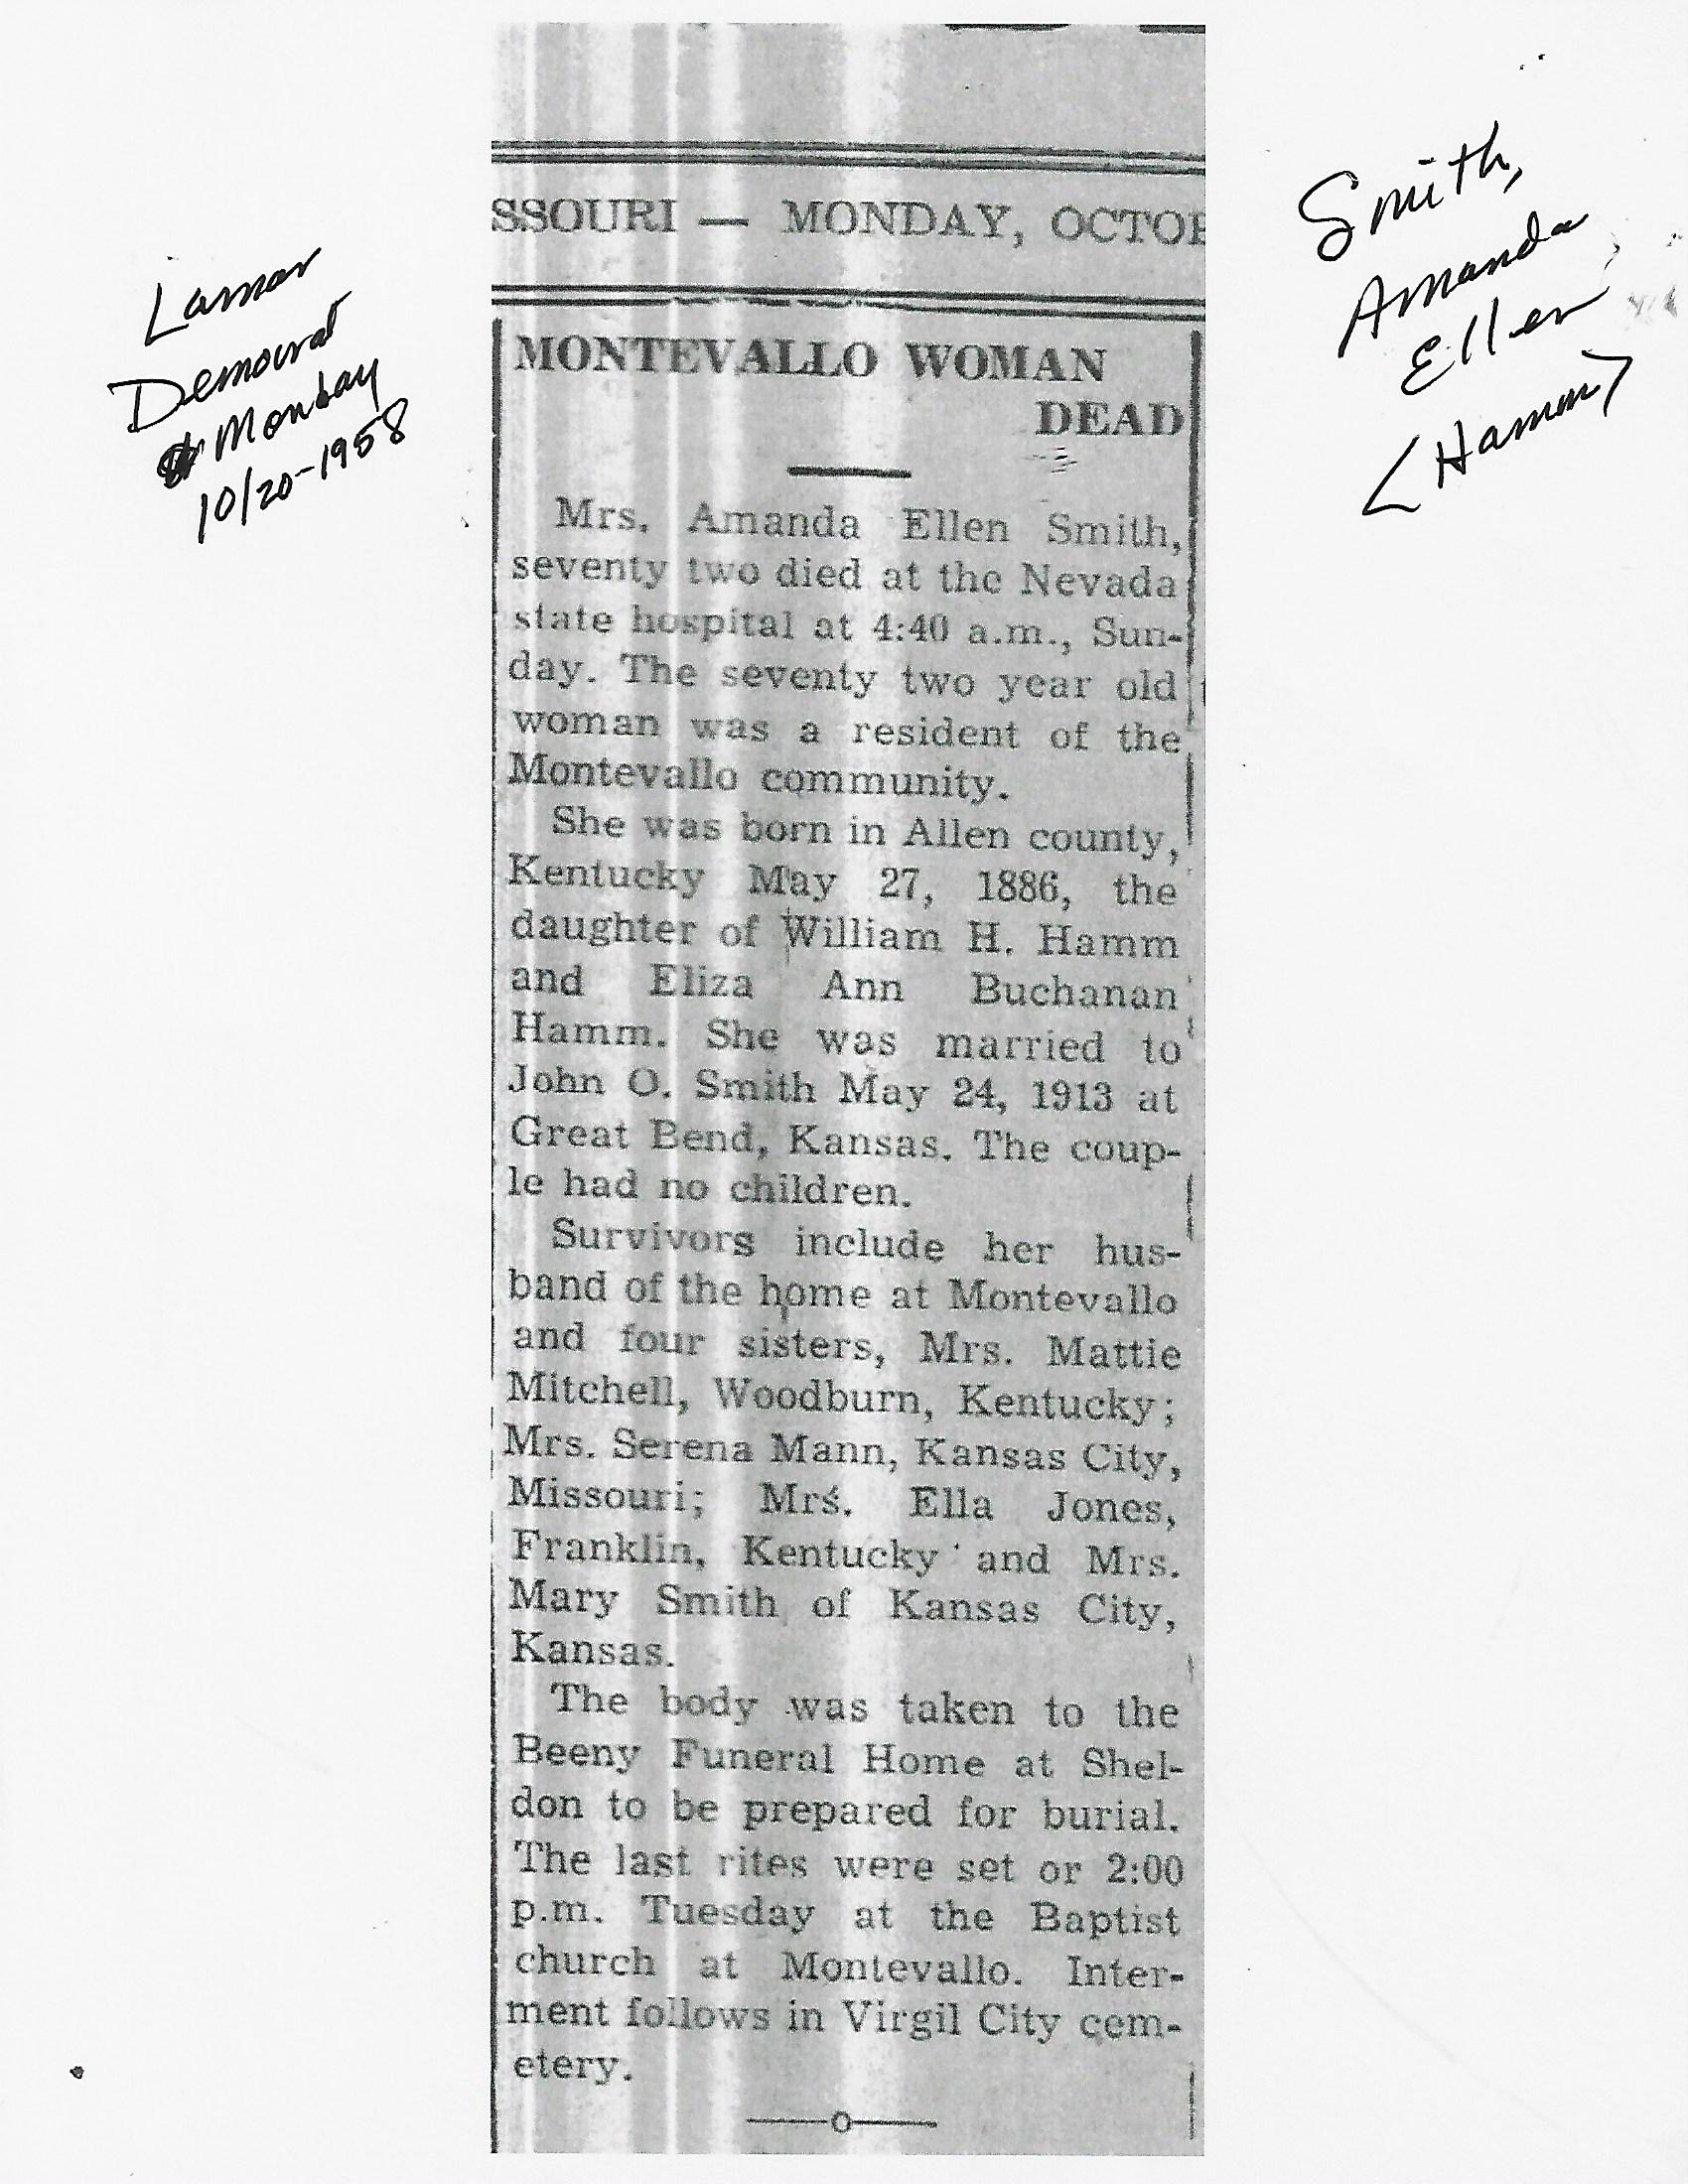 Lamar
Democrat
Monday
10/20-1958
Smith,
Amanda
Ellen
(Hamm)
SSOURI — MONDAY, OCTOB
MONTEVALLO WOMAN
DEAD
Mrs. Amanda Ellen Smith,
seventy two died at the Nevada
state hospital at 4:40 a.m., Sun-
day. The seventy two year old
woman was a resident of the
Montevallo community.
She was born in Allen county,
Kentucky May 27, 1886, the
daughter of William H. Hamm
and Eliza Ann Buchanan
Hamm. She was married to
John O. Smith May 24, 1913 at
Great Bend, Kansas. The coup-
le had no children.
Survivors include her hus-
band of the home at Montevallo
and four sisters, Mrs. Mattie
Mitchell, Woodburn, Kentucky;
Mrs. Serena Mann, Kansas City,
Missouri; Mrs. Ella Jones,
Franklin, Kentucky and Mrs.
Mary Smith of Kansas City,
Kansas.
The body was taken to the
Beeny Funeral Home at Shel-
don to be prepared for burial.
The last rites were set or 2:00
p.m. Tuesday at the Baptist
church at Montevallo. Inter-
ment follows in Virgil City cem-
etery.